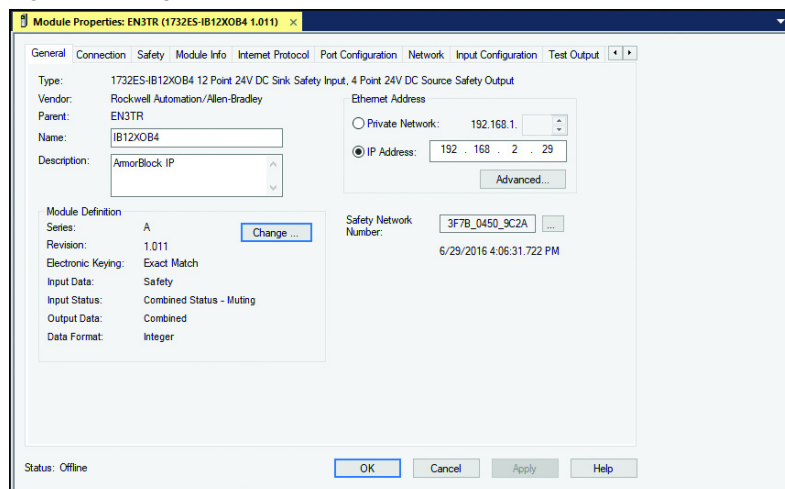 Module Properties: EN3TR (1732ES-IB12XOB4 1.011) ×
General Connection Safety Module Info Internet Protocol Port Configuration Network Input Configuration Test Output
Type: 1732ES-IB12XOB4 12 Point 24V DC Sink Safety Input, 4 Point 24V DC Source Safety Output
Vendor: Rockwell Automation/Allen-Bradley
Parent: EN3TR
Name: IB12XOB4
Description: AmorBlock IP
Ethernet Address
Private Network: 192.168.1.
IP Address: 192 . 168 . 2 . 29
Advanced...
Module Definition
Series: A
Change ...
Revision: 1.011
Electronic Keying: Exact Match
Input Data: Safety
Input Status: Combined Status - Muting
Output Data: Combined
Data Format: Integer
Safety Network
Number: 3F7B_0450_9C2A ...
6/29/2016 4:06:31.722 PM
Status: Offline
OK Cancel Apply Help